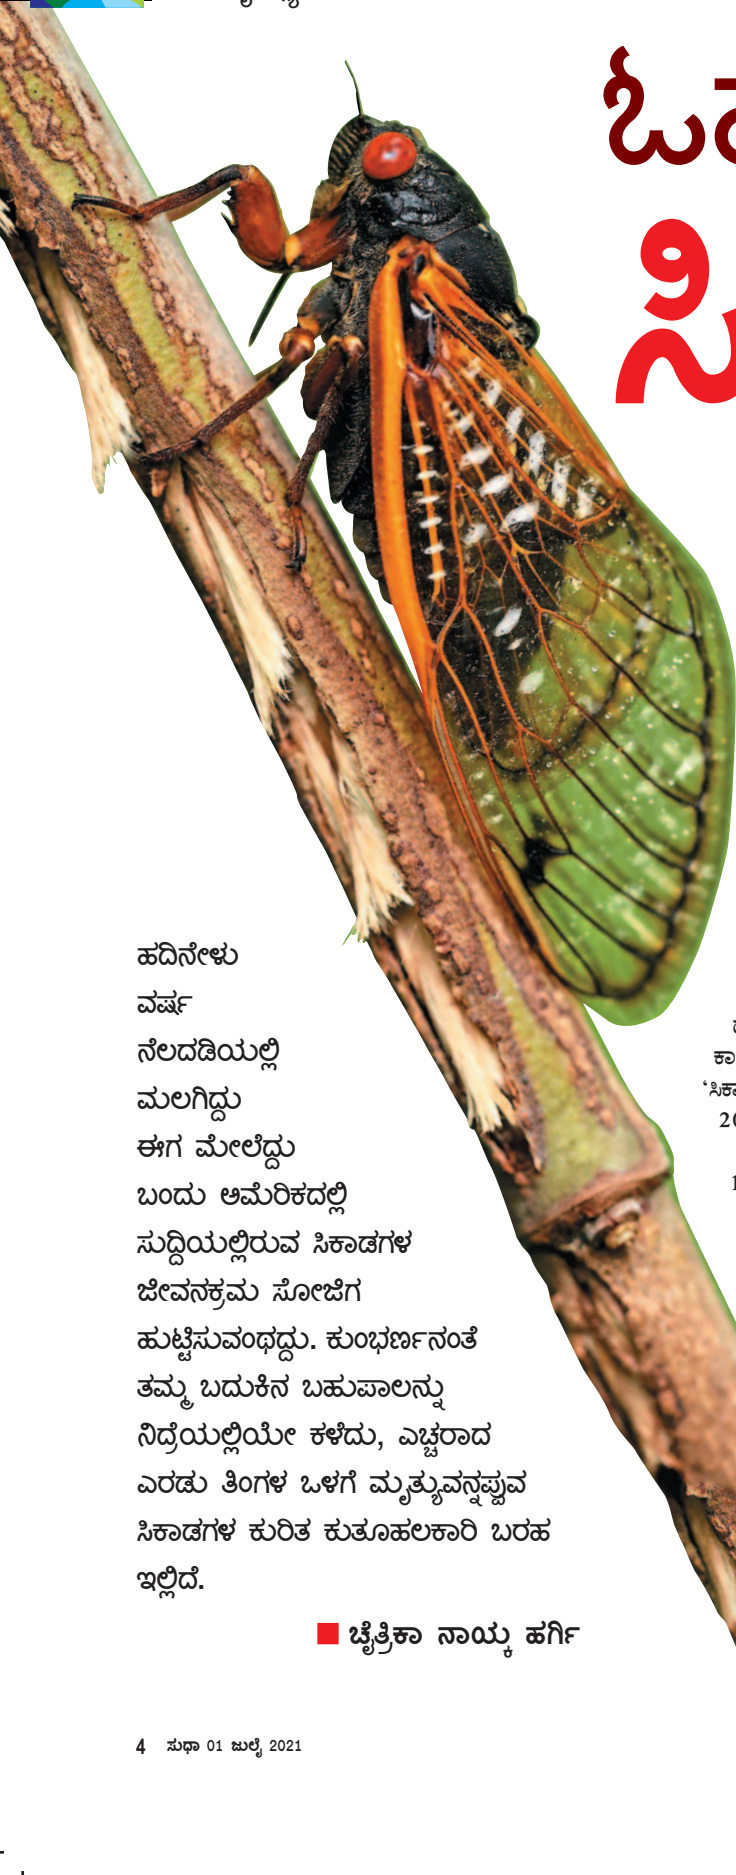 ಹದಿನೇಳು
ವರ್ಷ
ನೆಲದಡಿಯಲ್ಲಿ
ಮಲಗಿದ್ದು
ಈಗ ಮೇಲೆದ್ದು
ಬಂದು ಅಮೆರಿಕದಲ್ಲಿ
ಸುದ್ದಿಯಲ್ಲಿರುವ ಸಿಕಾಡಗಳ
ಜೀವನಕ್ರಮ ಸೋಜಿಗ
ಹುಟ್ಟಿಸುವಂಥದ್ದು. ಕುಂಭರ್ಣನಂತೆ
ತಮ್ಮ ಬದುಕಿನ ಬಹುಪಾಲನ್ನು
ನಿದ್ರೆಯಲ್ಲಿಯೇ ಕಳೆದು, ಎಚ್ಚರಾದ
ಎರಡು ತಿಂಗಳ ಒಳಗೆ ಮೃತ್ಯುವನ್ನಪ್ಪುವ
ಸಿಕಾಡಗಳ ಕುರಿತ ಕುತೂಹಲಕಾರಿ ಬರಹ
ಇಲ್ಲಿದೆ.
■ ಚೈತ್ರಿಕಾ ನಾಯ್ಕ ಹರ್ಗಿ
4 ಸುಧಾ 01 ಜುಲೈ 2021